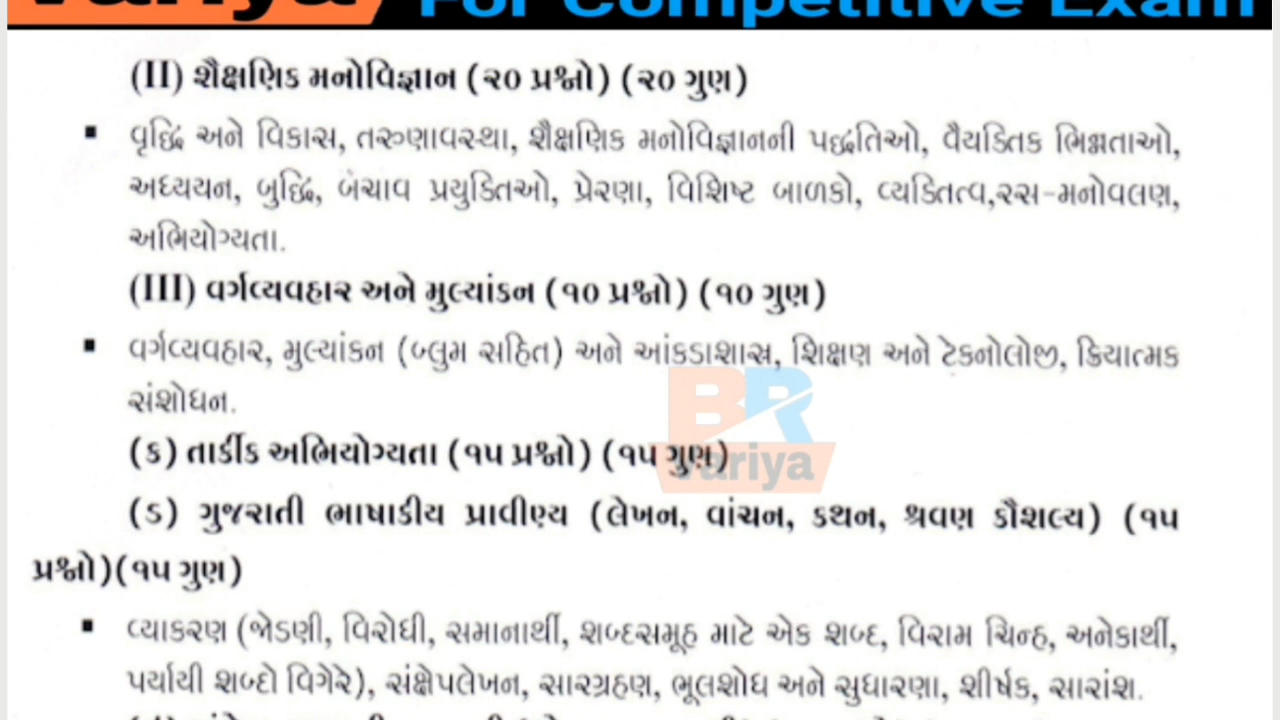 Variya For Competitive Exam
(II) શૈક્ષણિક મનોવિજ્ઞાન (૨૦ પ્રશ્નો) (૨૦ ગુણ)
▪ વૃદ્ધિ અને વિકાસ, તરુણાવસ્થા, શૈક્ષણિક મનોવિજ્ઞાનની પદ્ધતિઓ, વૈયક્તિક ભિન્નતાઓ,
અધ્યયન, બુદ્ધિ, બંચાવ પ્રયુક્તિઓ, પ્રેરણા, વિશિષ્ટ બાળકો, વ્યક્તિત્વ,રસ-મનોવલણ,
અભિયોગ્યતા.
(III) વર્ગવ્યવહાર અને મુલ્યાંકન (૧૦ પ્રશ્નો) (૧૦ ગુણ)
▪ વર્ગવ્યવહાર, મુલ્યાંકન (બ્લુમ સહિત) અને આંકડાશાસ્ત્ર, શિક્ષણ અને ટેકનોલોજી, ક્રિયાત્મક
સંશોધન.
BR
Variya
(ક) તાર્કીક અભિયોગ્યતા (૧૫ પ્રશ્નો) (૧૫ ગુણ)
(ડ) ગુજરાતી ભાષાકીય પ્રાવીણ્ય (લેખન, વાંચન, કથન, શ્રવણ કૌશલ્ય) (૧૫
પ્રશ્નો)(૧૫ ગુણ)
▪ વ્યાકરણ (જોડણી, વિરોધી, સમાનાર્થી, શબ્દસમૂહ માટે એક શબ્દ, વિરામ ચિન્હ, અનેકાર્થી,
પર્યાયી શબ્દો વિગેરે), સંક્ષેપલેખન, સારગ્રહણ, ભૂલશોધ અને સુધારણા, શીર્ષક, સારાંશ.